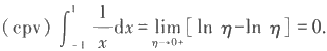 (cpv) ∫_{-1}^{1} 1/x dx = lim_{η→+0} [ln η − ln η] = 0.